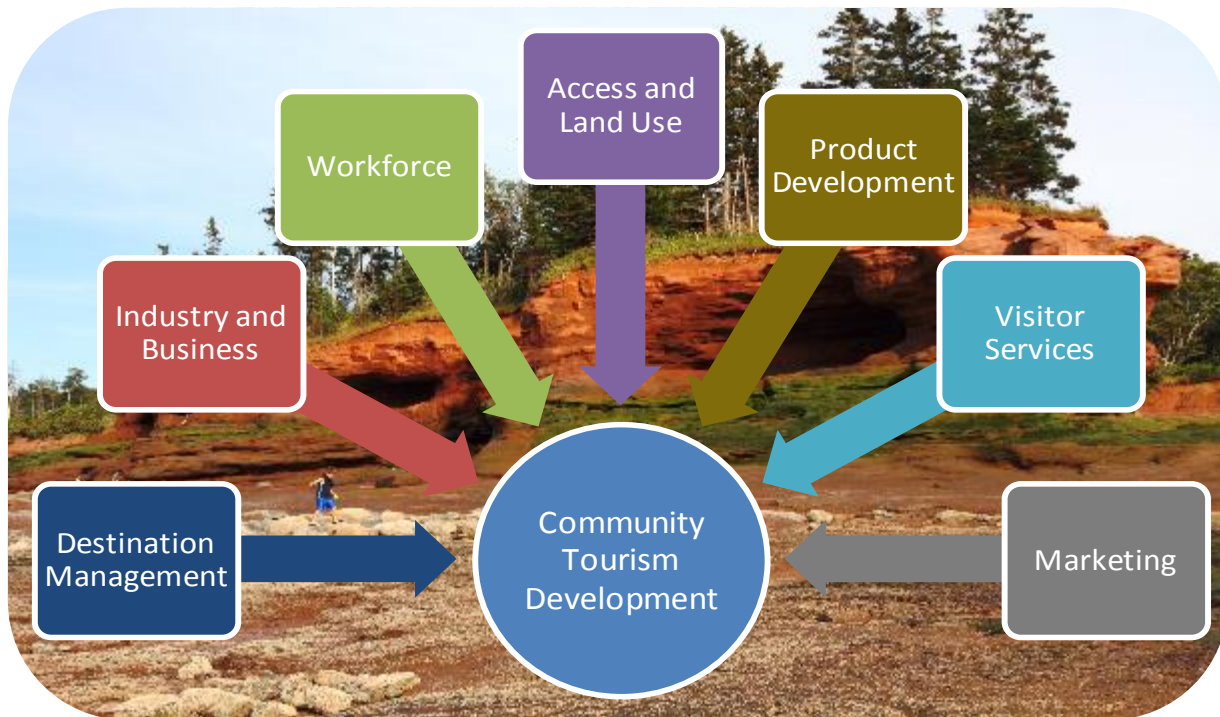 Access and
Land Use
Workforce
Product
Development
Industry and
Business
Visitor
Services
Destination
Management
Community
Tourism
Development
Marketing